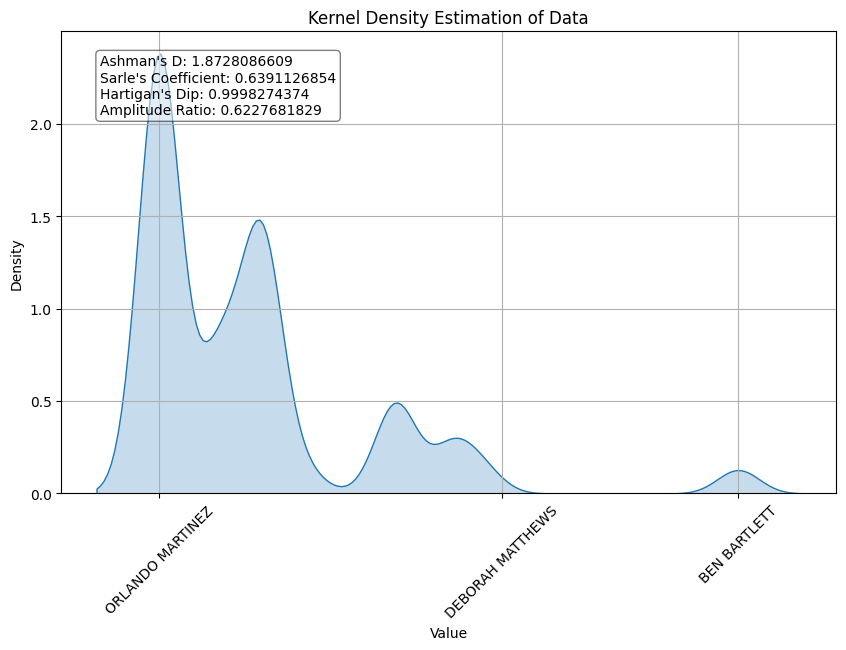 Kernel Density Estimation of Data
Ashman's D: 1.8728086609
Sarle's Coefficient: 0.6391126854
Hartigan's Dip: 0.9998274374
Amplitude Ratio: 0.6227681829
2.0
1.5
1.0
0.5
0.0
Density
ORLANDO MARTINEZ
DEBORAH MATTHEWS
BEN BARTLETT
Value